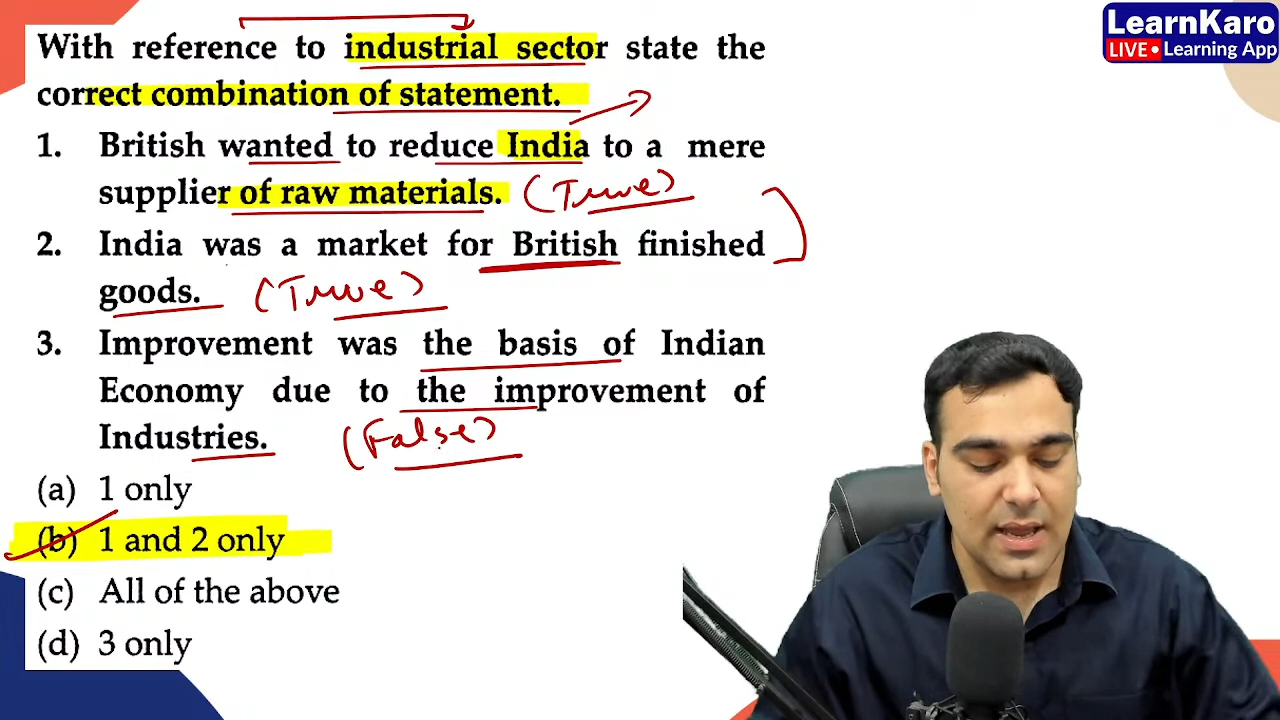 LearnKaro
LIVE • Learning App
With reference to industrial sector state the
correct combination of statement.
1. British wanted to reduce India to a mere
supplier of raw materials. (True)
2. India was a market for British finished
goods. (True)
3. Improvement was the basis of Indian
Economy due to the improvement of
Industries. (False)
(a) 1 only
(b) 1 and 2 only
(c) All of the above
(d) 3 only